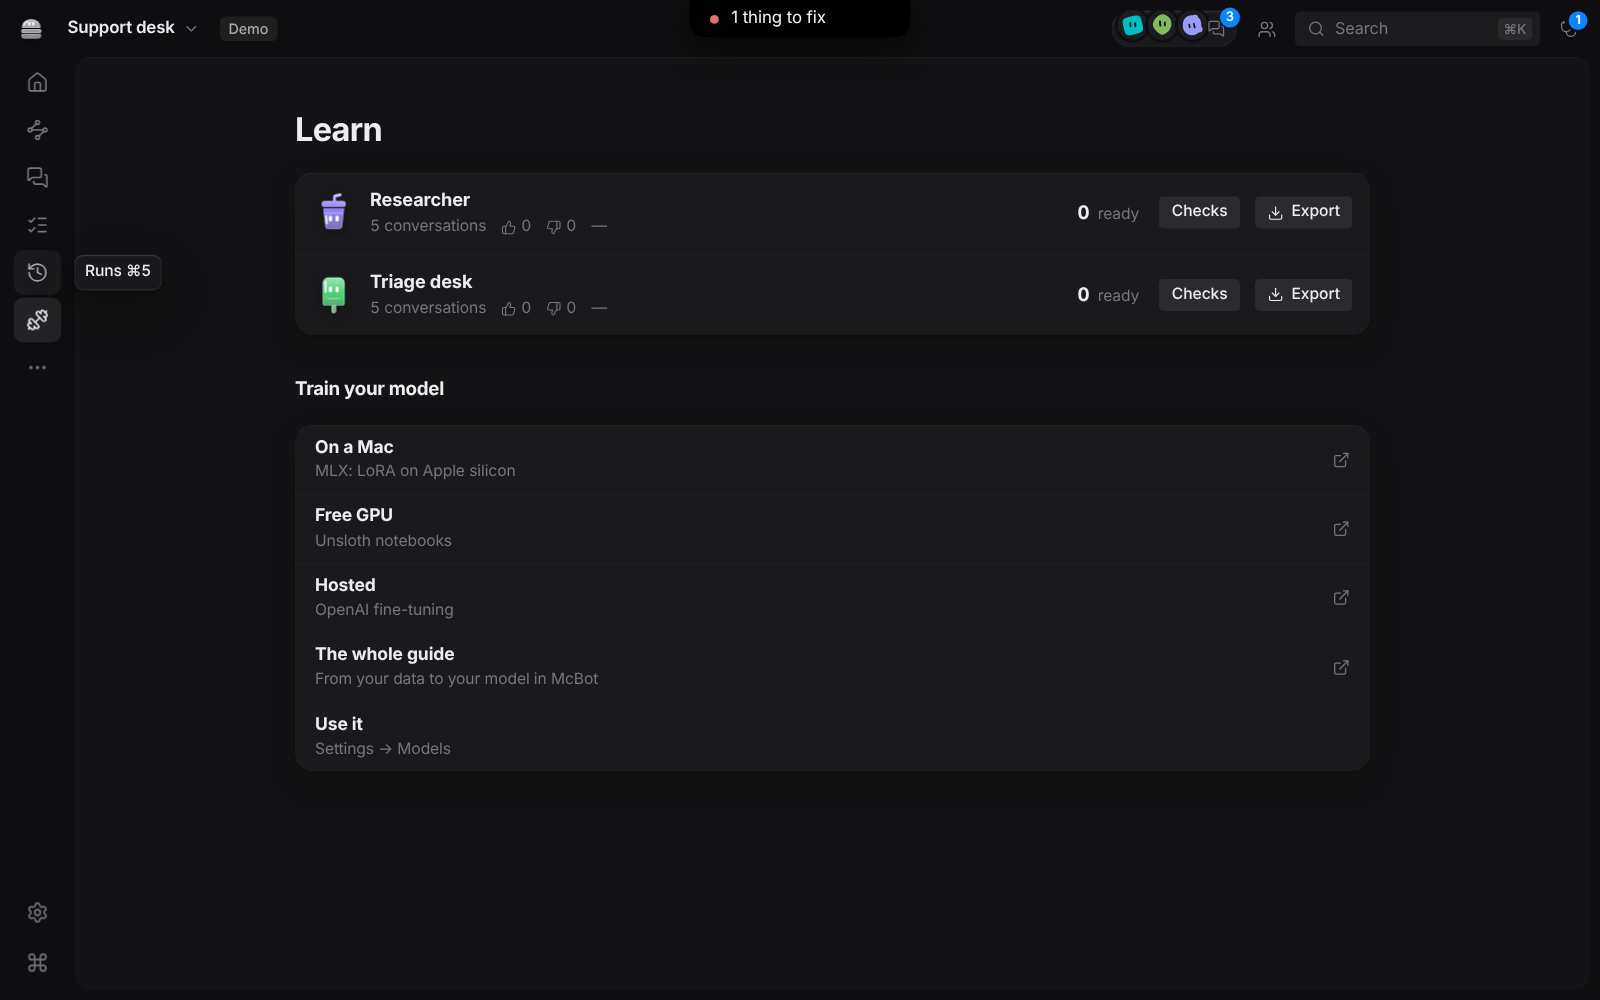 Support desk
Demo
1 thing to fix
3
Search
⌘K
1
Runs ⌘5
Learn
Researcher
5 conversations 0 0 —
0 ready
Checks
Export
Triage desk
5 conversations 0 0 —
0 ready
Checks
Export
Train your model
On a Mac
MLX: LoRA on Apple silicon
Free GPU
Unsloth notebooks
Hosted
OpenAI fine-tuning
The whole guide
From your data to your model in McBot
Use it
Settings → Models